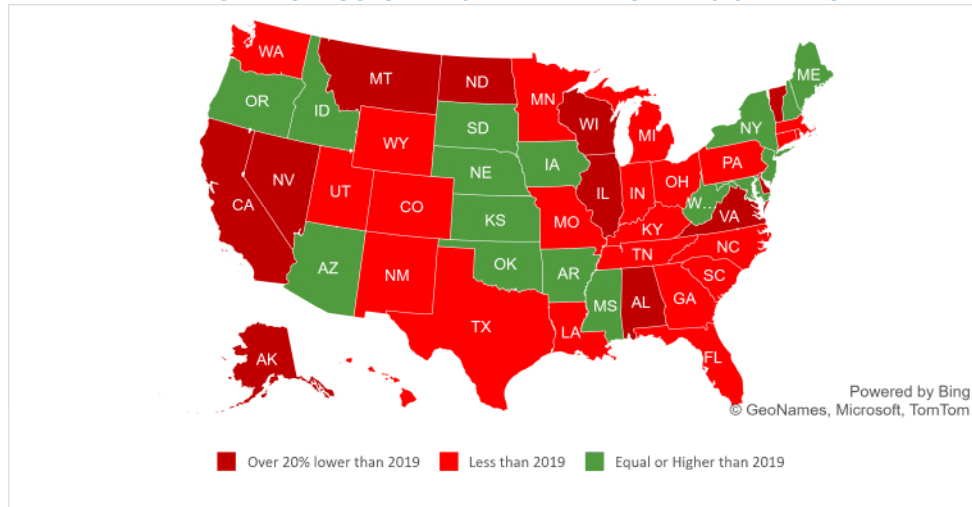 WA
MT
ND
MN
ME
OR
ID
SD
WI
MI
NY
WY
NE
IA
PA
NV
UT
CO
KS
MO
IL
IN
OH
W...
VA
CA
KY
NC
AZ
NM
OK
AR
TN
SC
MS
AL
GA
TX
LA
FL
AK
Powered by Bing
© GeoNames, Microsoft, TomTom
Over 20% lower than 2019 Less than 2019 Equal or Higher than 2019